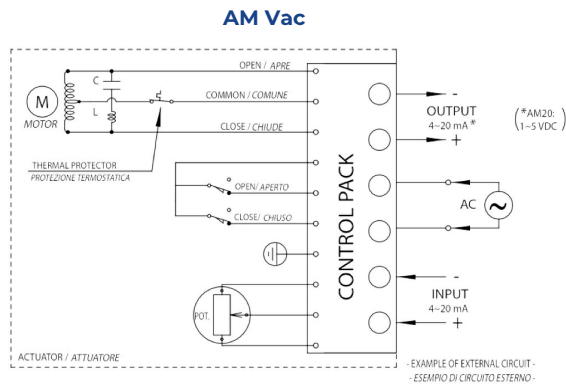 AM Vac
OPEN / APRE
C
COMMON / COMUNE
M
MOTOR
L
OUTPUT
4~20 mA *
-
+
(*AM20:
1~5 VDC)
CLOSE / CHIUDE
THERMAL PROTECTOR
PROTEZIONE TERMOSTATICA
OPEN/ APERTO
CLOSE/ CHIUSO
CONTROL PACK
AC
~
-
INPUT
4~20 mA
+
POT.
ACTUATOR / ATTUATORE
- EXAMPLE OF EXTERNAL CIRCUIT -
- ESEMPIO DI CIRCUITO ESTERNO -